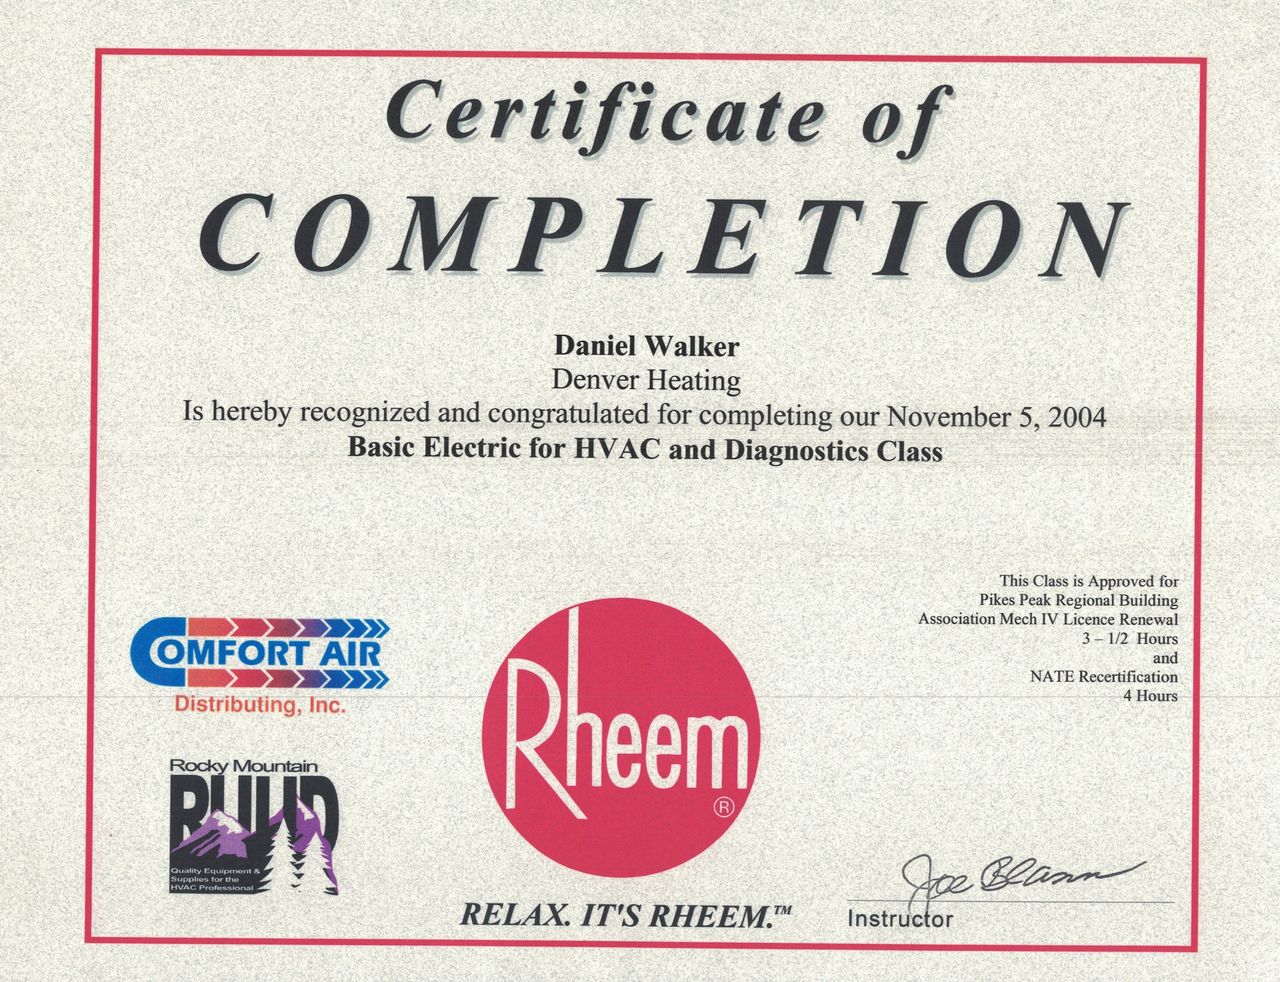 Certificate of
COMPLETION
Daniel Walker
Denver Heating
Is hereby recognized and congratulated for completing our November 5, 2004
Basic Electric for HVAC and Diagnostics Class
This Class is Approved for
Pikes Peak Regional Building
Association Mech IV Licence Renewal
3 – 1/2 Hours
and
NATE Recertification
4 Hours
COMFORT AIR
Distributing, Inc.
Rocky Mountain
RUUD
Quality Equipment &
Supplies for the
HVAC Professional
Rheem®
RELAX. IT'S RHEEM.™
Joe Blann
Instructor